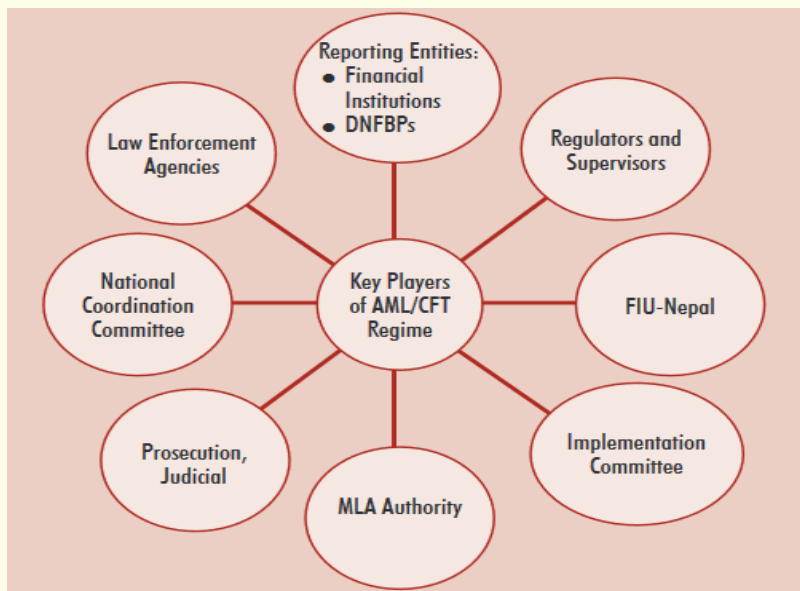 Reporting Entities:
● Financial
Institutions
● DNFBPs
Law Enforcement
Agencies
Regulators and
Supervisors
National
Coordination
Committee
Key Players
of AML/CFT
Regime
FIU-Nepal
Prosecution,
Judicial
MLA Authority
Implementation
Committee